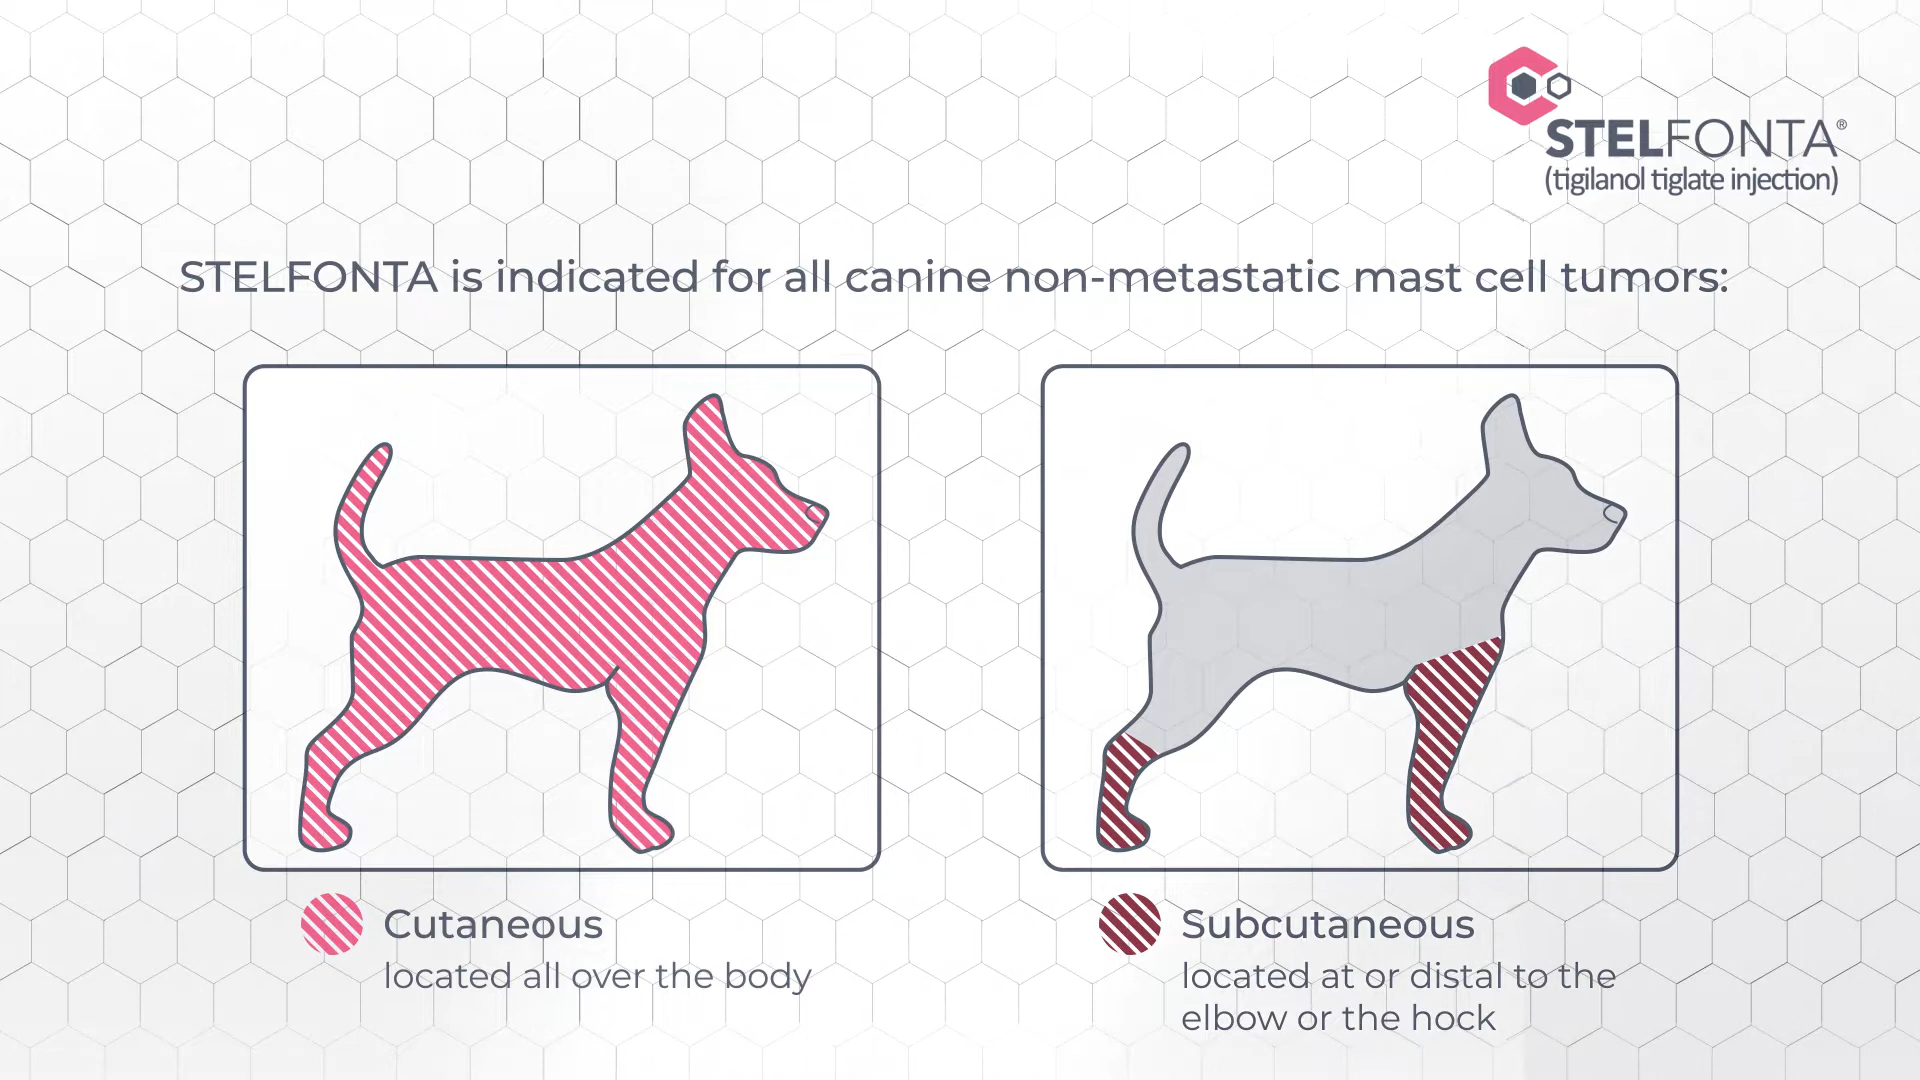 STELFONTA®
(tigilanol tiglate injection)
STELFONTA is indicated for all canine non-metastatic mast cell tumors:
Cutaneous
located all over the body
Subcutaneous
located at or distal to the
elbow or the hock